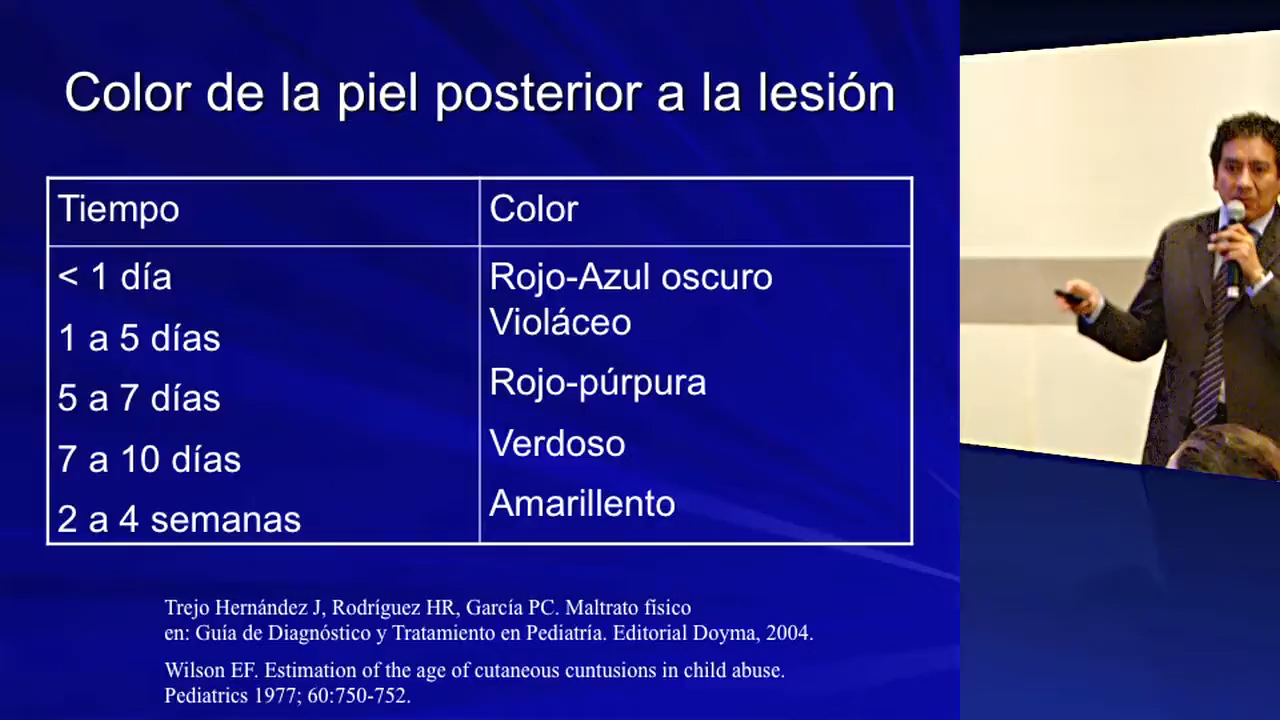 Color de la piel posterior a la lesión
Tiempo
Color
< 1 día
Rojo-Azul oscuro
1 a 5 días
Violáceo
5 a 7 días
Rojo-púrpura
7 a 10 días
Verdoso
2 a 4 semanas
Amarillento
Trejo Hernández J, Rodríguez HR, García PC. Maltrato físico
en: Guía de Diagnóstico y Tratamiento en Pediatría. Editorial Doyma, 2004.
Wilson EF. Estimation of the age of cutaneous cuntusions in child abuse.
Pediatrics 1977; 60:750-752.